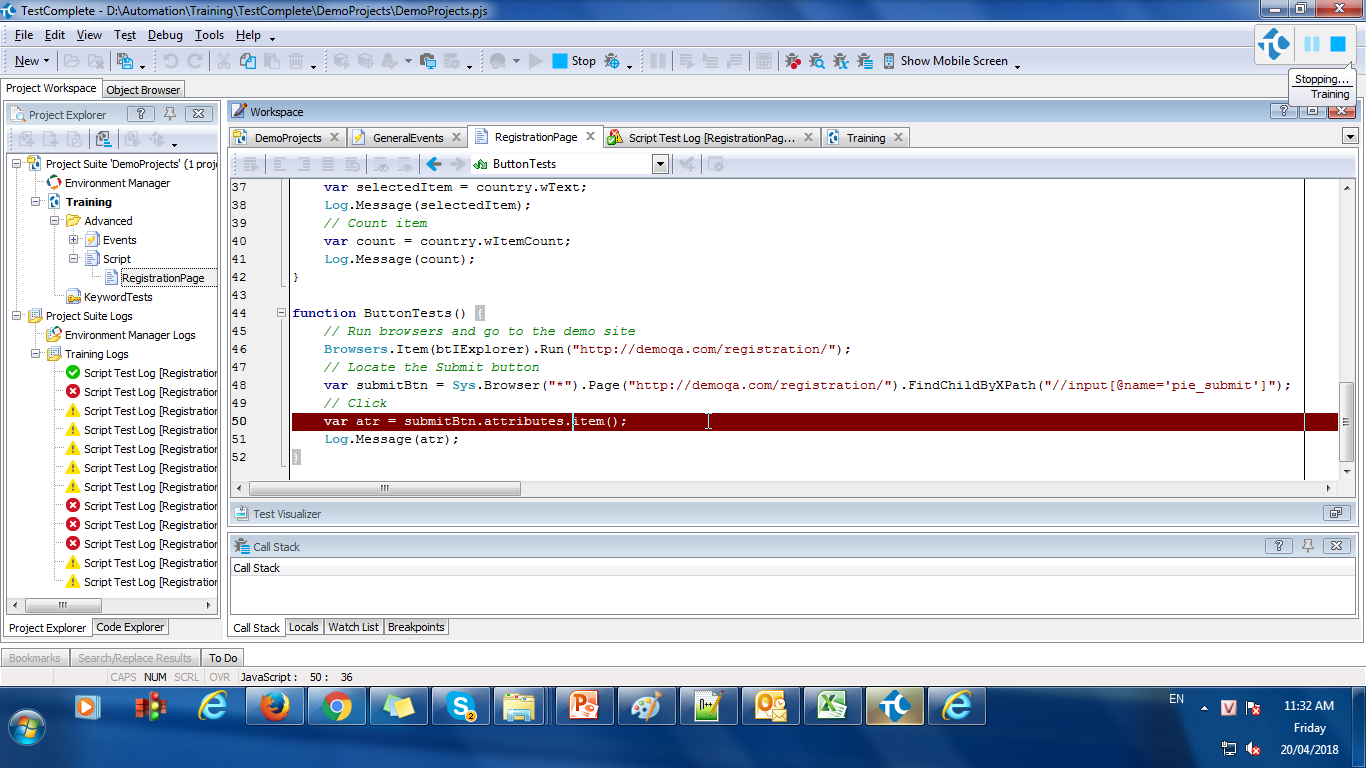 TestComplete - D:\Automation\Training\TestComplete\DemoProjects\DemoProjects.pjs
File Edit View Test Debug Tools Help
New Stop Show Mobile Screen
Stopping...
Training
Project Workspace Object Browser
Project Explorer
Workspace
DemoProjects GeneralEvents RegistrationPage Script Test Log [RegistrationPag... Training
ButtonTests
Project Suite 'DemoProjects' (1 proj
Environment Manager
Training
Advanced
Events
Script
RegistrationPage
KeywordTests
Project Suite Logs
Environment Manager Logs
Training Logs
Script Test Log [Registration
Script Test Log [Registration
Script Test Log [Registration
Script Test Log [Registration
Script Test Log [Registration
Script Test Log [Registration
Script Test Log [Registration
Script Test Log [Registration
Script Test Log [Registration
Script Test Log [Registration
Script Test Log [Registration
Script Test Log [Registration
Project Explorer Code Explorer
37 var selectedItem = country.wText;
38 Log.Message(selectedItem);
39 // Count item
40 var count = country.wItemCount;
41 Log.Message(count);
42 }
43
44 function ButtonTests() {
45 // Run browsers and go to the demo site
46 Browsers.Item(btIExplorer).Run("http://demoqa.com/registration/");
47 // Locate the Submit button
48 var submitBtn = Sys.Browser("*").Page("http://demoqa.com/registration/").FindChildByXPath("//input[@name='pie_submit']");
49 // Click
50 var atr = submitBtn.attributes.item();
51 Log.Message(atr);
52 }
Test Visualizer
Call Stack
Call Stack
Call Stack Locals Watch List Breakpoints
Bookmarks Search/Replace Results To Do
CAPS NUM SCRL OVR JavaScript : 50 : 36
EN
11:32 AM
Friday
20/04/2018